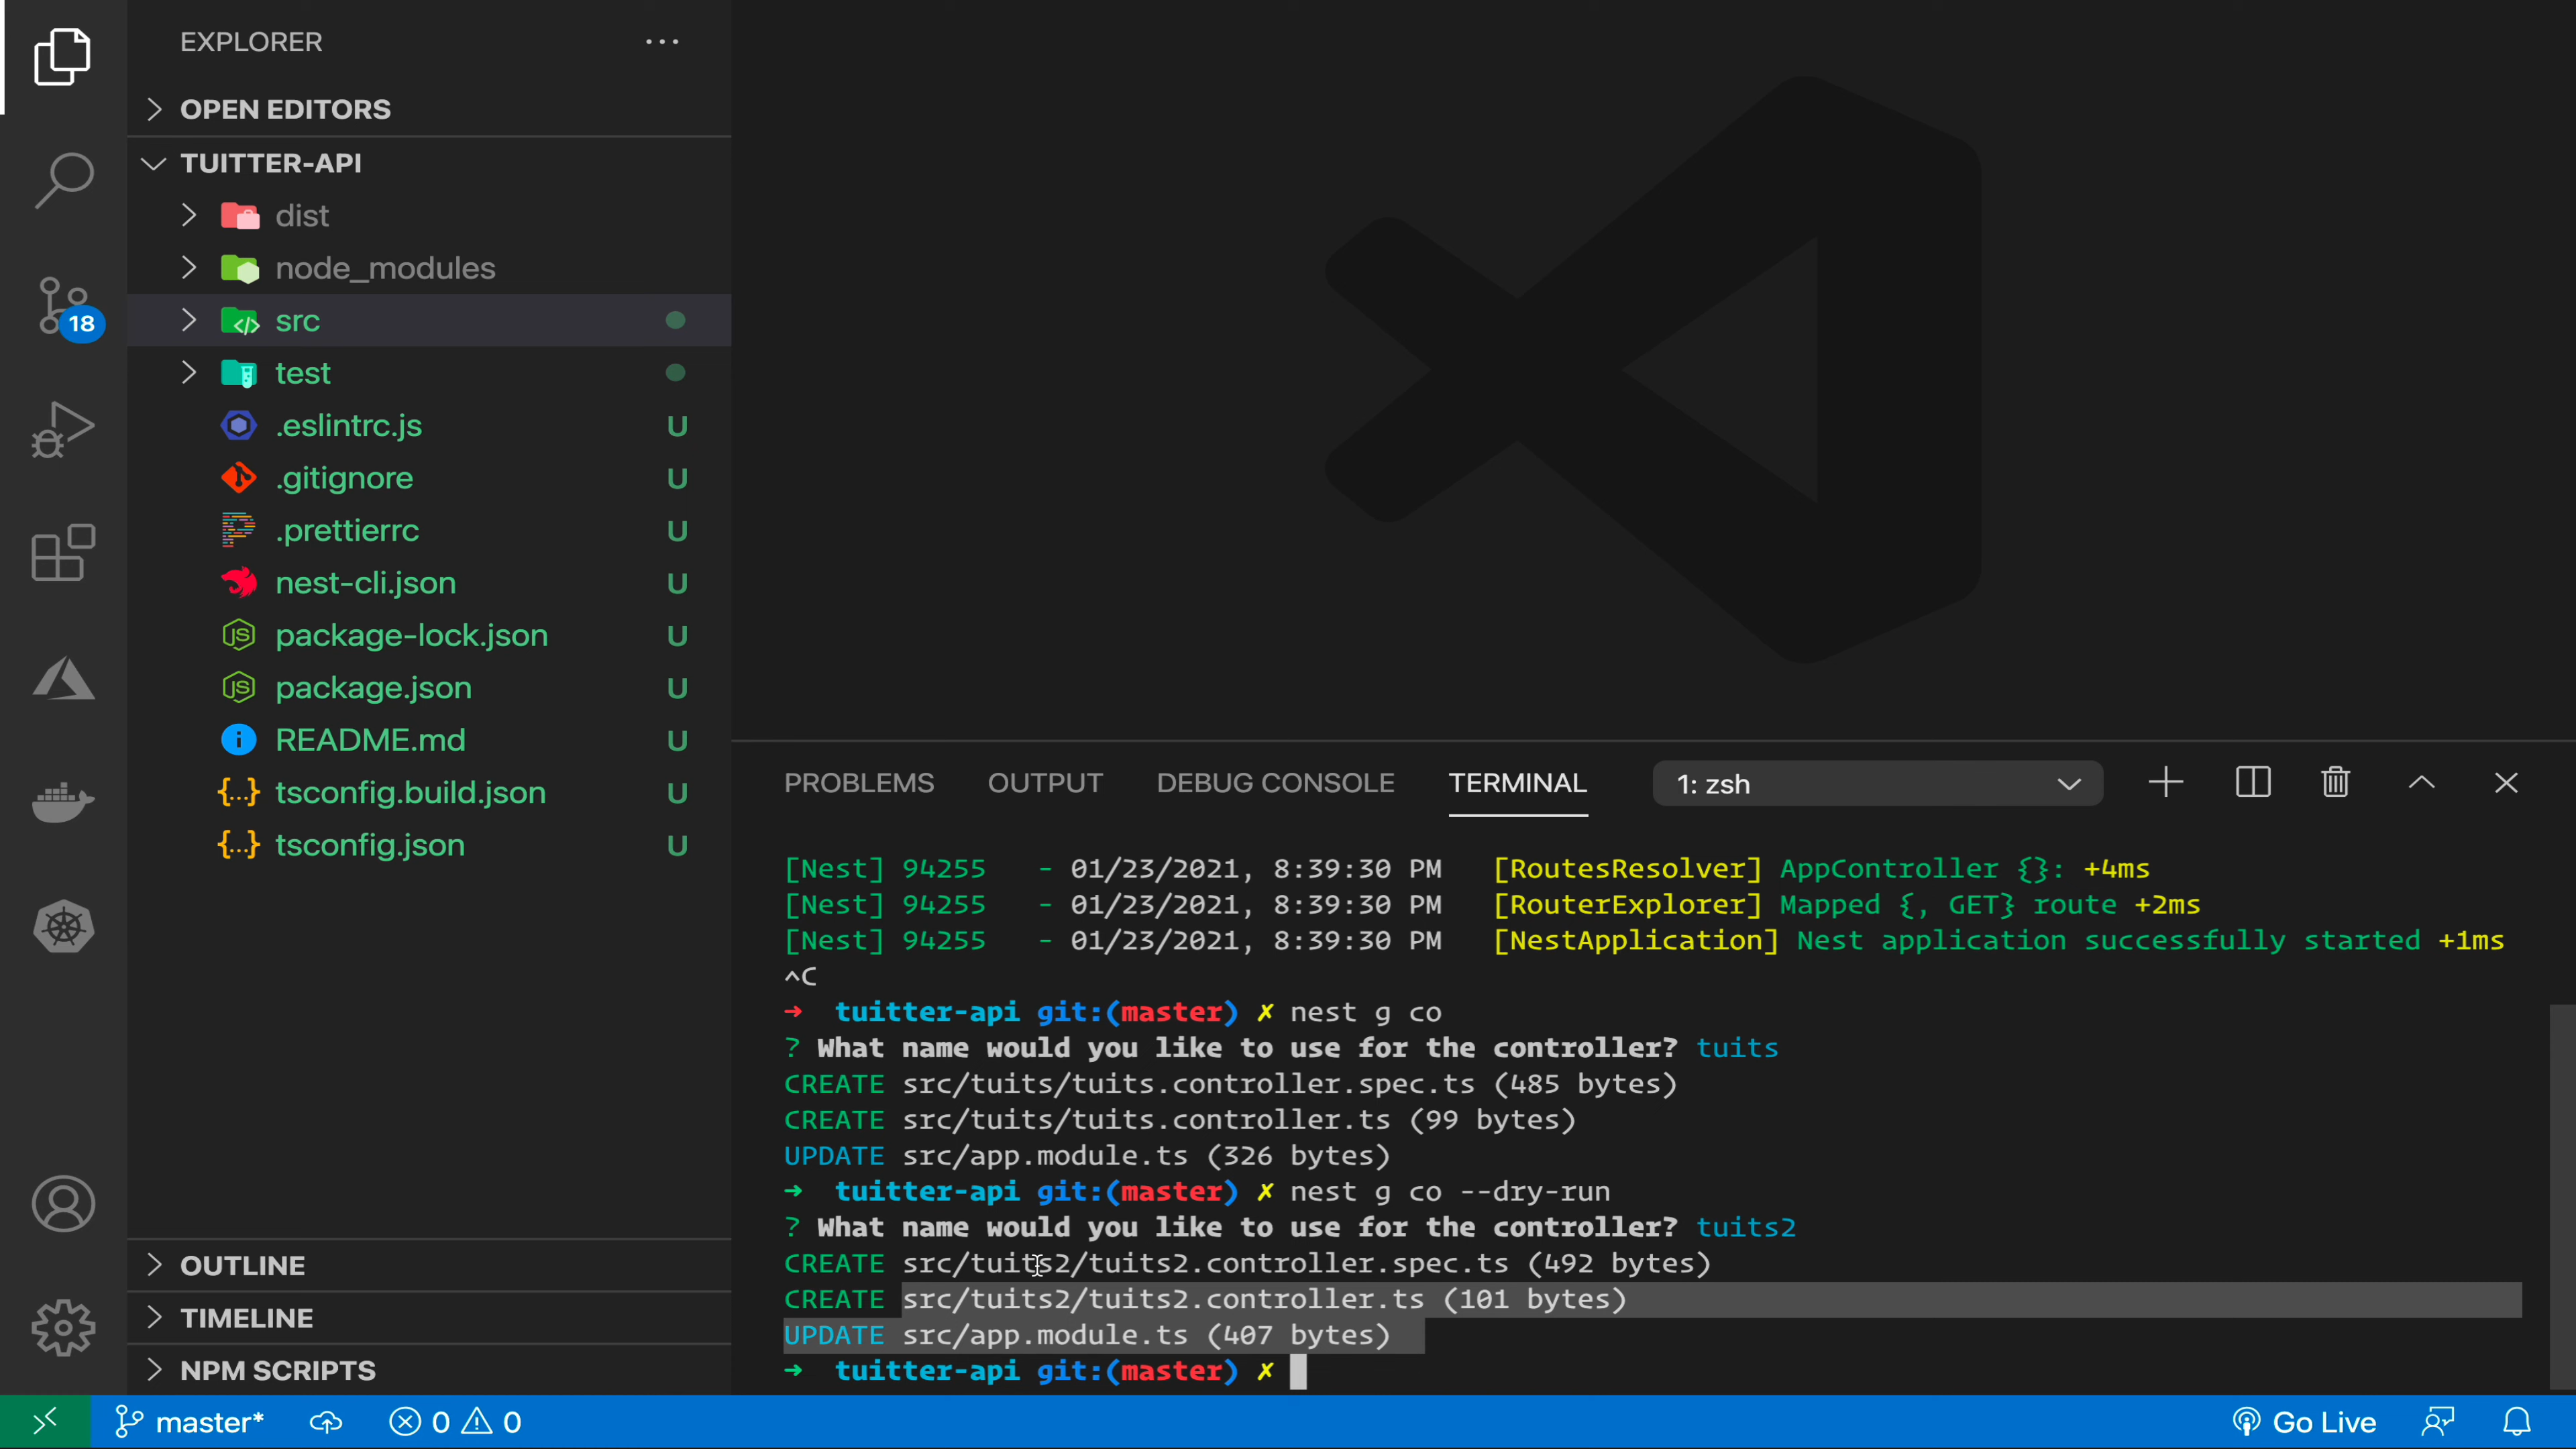 EXPLORER
OPEN EDITORS
TUITTER-API
dist
node_modules
src
test
.eslintrc.js U
.gitignore U
.prettierrc U
nest-cli.json U
package-lock.json U
package.json U
README.md U
tsconfig.build.json U
tsconfig.json U
18
OUTLINE
TIMELINE
NPM SCRIPTS
PROBLEMS OUTPUT DEBUG CONSOLE TERMINAL 1: zsh
[Nest] 94255 - 01/23/2021, 8:39:30 PM [RoutesResolver] AppController {}: +4ms
[Nest] 94255 - 01/23/2021, 8:39:30 PM [RouterExplorer] Mapped {, GET} route +2ms
[Nest] 94255 - 01/23/2021, 8:39:30 PM [NestApplication] Nest application successfully started +1ms
^C
➜ tuitter-api git:(master) ✗ nest g co
? What name would you like to use for the controller? tuits
CREATE src/tuits/tuits.controller.spec.ts (485 bytes)
CREATE src/tuits/tuits.controller.ts (99 bytes)
UPDATE src/app.module.ts (326 bytes)
➜ tuitter-api git:(master) ✗ nest g co --dry-run
? What name would you like to use for the controller? tuits2
CREATE src/tuits2/tuits2.controller.spec.ts (492 bytes)
CREATE src/tuits2/tuits2.controller.ts (101 bytes)
UPDATE src/app.module.ts (407 bytes)
➜ tuitter-api git:(master) ✗
master* 0 0 Go Live